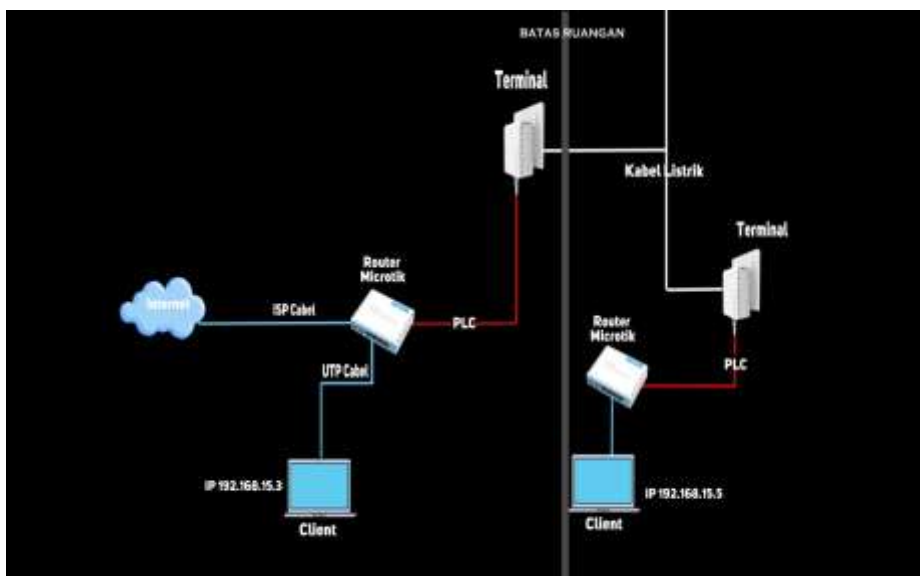 BATAS RUANGAN
Terminal
Kabel Listrik
Terminal
Router
Microtik
Internet
ISP Cabel
PLC
Router
Microtik
PLC
UTP Cabel
IP 192.168.15.3
IP 192.168.15.5
Client
Client